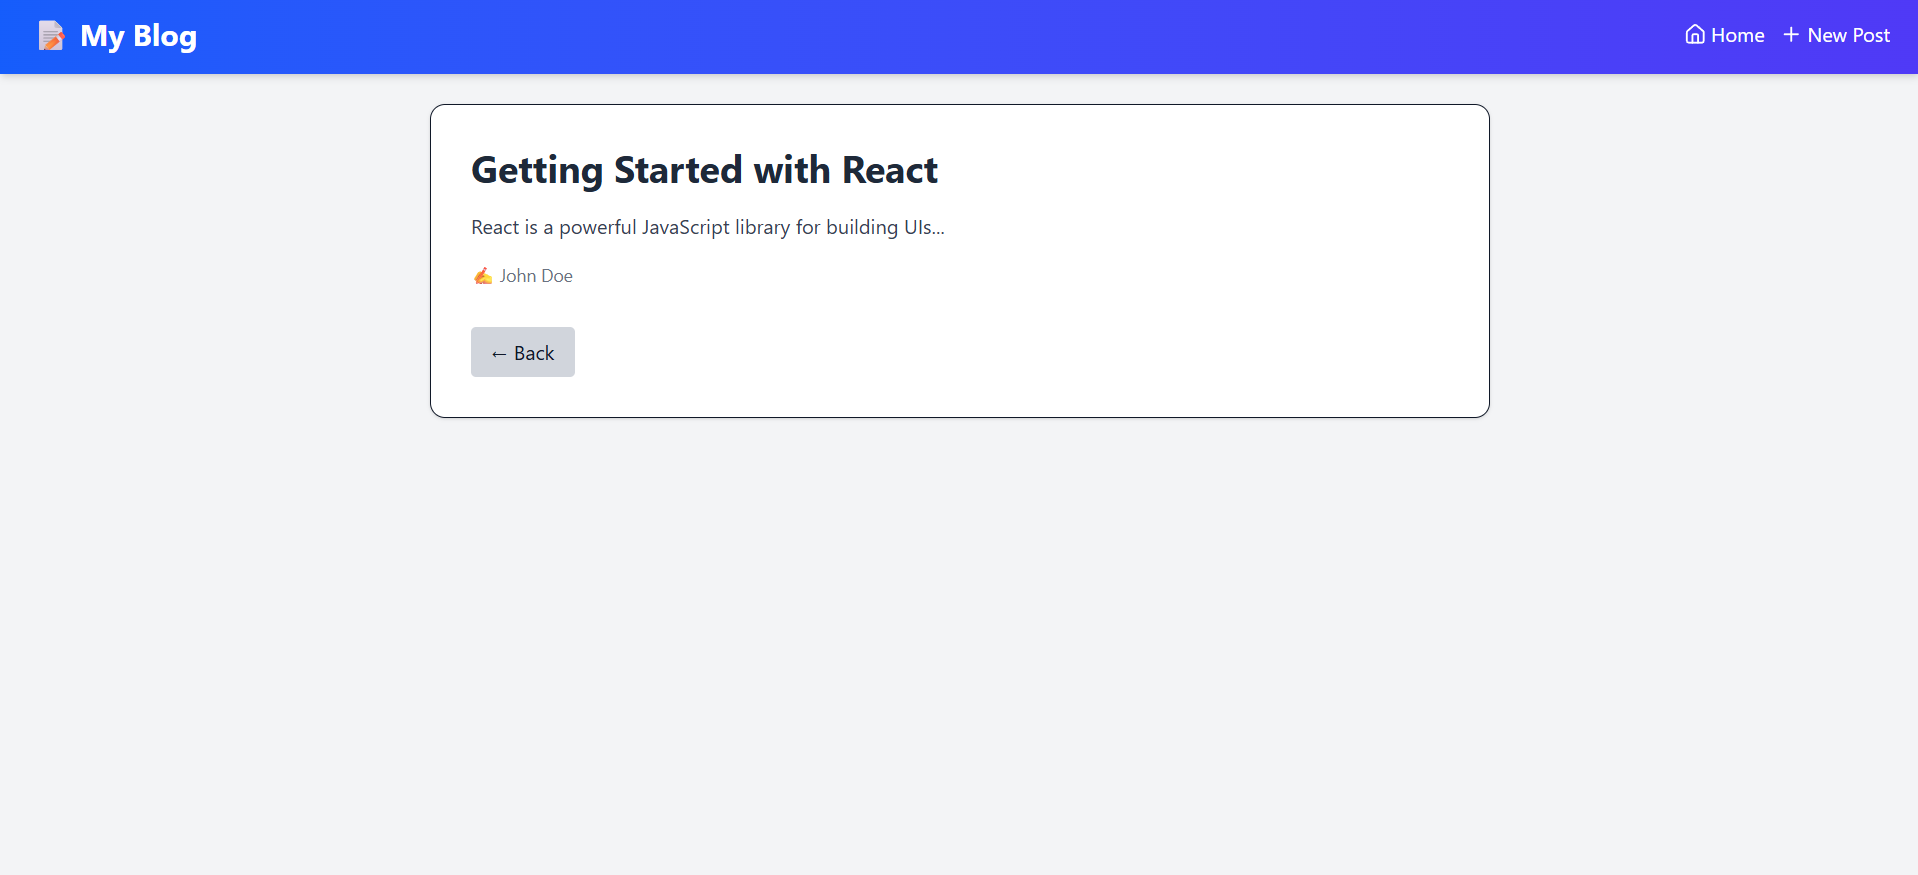 📝 My Blog
Home
+ New Post
Getting Started with React
React is a powerful JavaScript library for building UIs...
✍️ John Doe
← Back